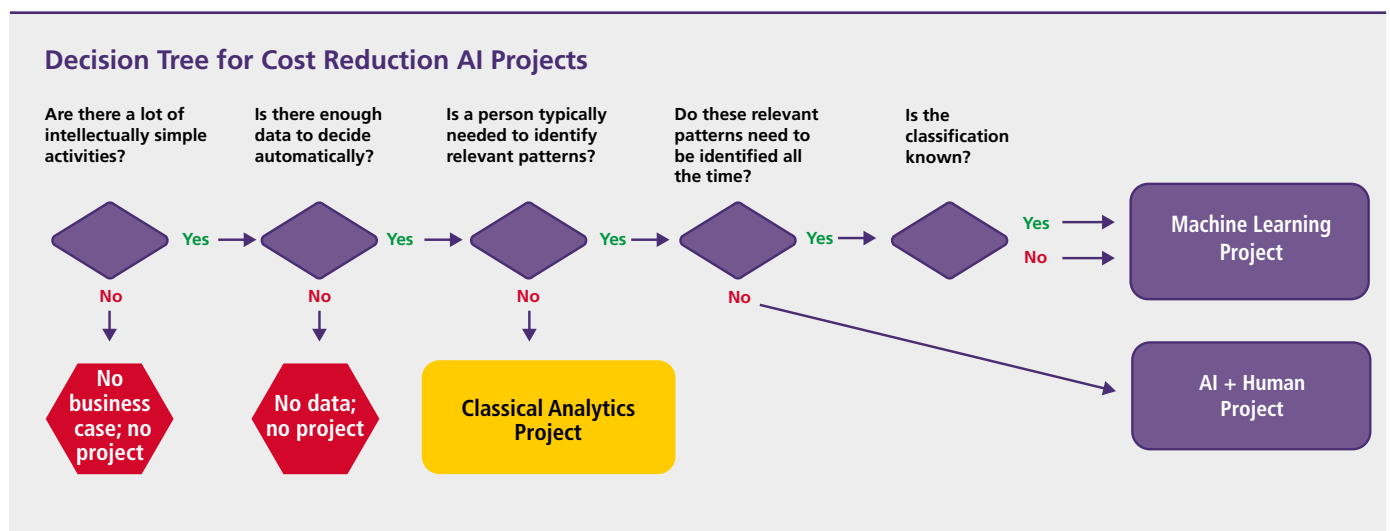 Decision Tree for Cost Reduction AI Projects
Are there a lot of
intellectually simple
activities?
Is there enough
data to decide
automatically?
Is a person typically
needed to identify
relevant patterns?
Do these relevant
patterns need to
be identified all
the time?
Is the
classification
known?
Yes
Yes
Yes
Yes
Yes
No
Machine Learning
Project
No
No
No
No
No
business
case; no
project
No data;
no project
Classical Analytics
Project
AI + Human
Project